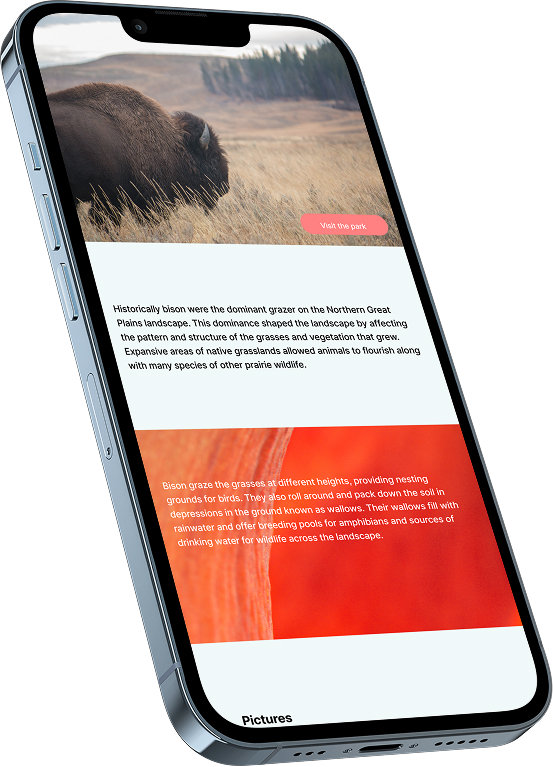 Visit the park
Historically bison were the dominant grazer on the Northern Great
Plains landscape. This dominance shaped the landscape by affecting
the pattern and structure of the grasses and vegetation that grew.
Expansive areas of native grasslands allowed animals to flourish along
with many species of other prairie wildlife.
Bison graze the grasses at different heights, providing nesting
grounds for birds. They also roll around and pack down the soil in
depressions in the ground known as wallows. Their wallows fill with
rainwater and offer breeding pools for amphibians and sources of
drinking water for wildlife across the landscape.
Pictures